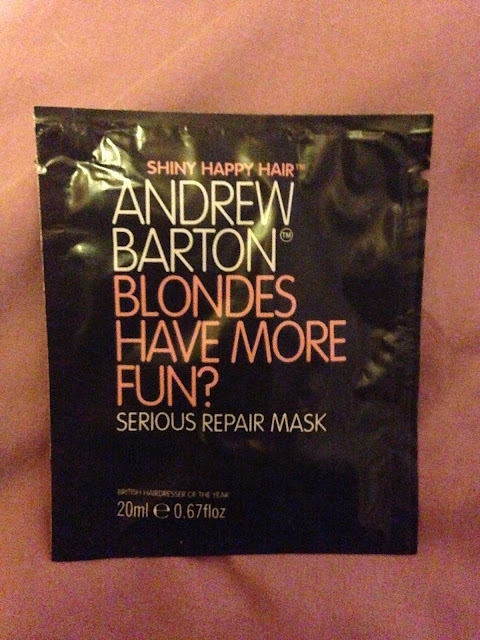 SHINY HAPPY HAIR™
ANDREW
BARTON™
BLONDES
HAVE MORE
FUN?
SERIOUS REPAIR MASK
BRITISH HAIRDRESSER OF THE YEAR
20ml ℮ 0.67floz